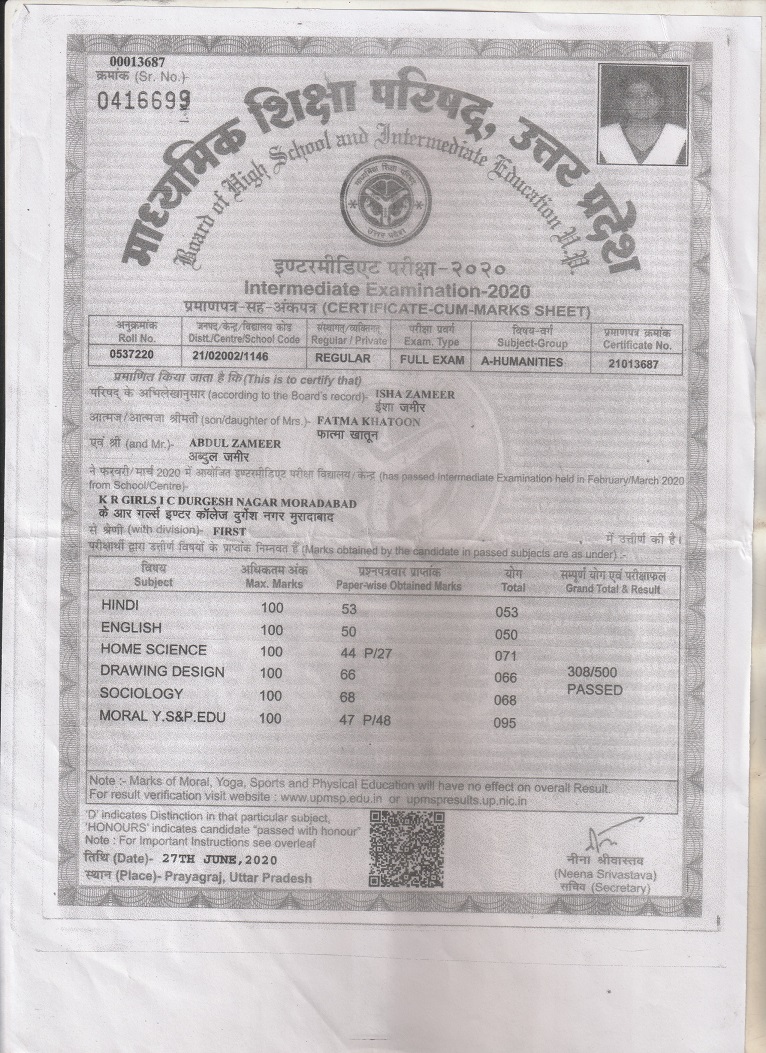 00013687
क्रमांक (Sr. No.)
0416699
माध्यमिक शिक्षा परिषद्, उत्तर प्रदेश
Board of High School and Intermediate Education U.P.
माध्यमिक शिक्षा परिषद्
उत्तर प्रदेश
इण्टरमीडिएट परीक्षा-२०२०
Intermediate Examination-2020
प्रमाणपत्र-सह-अंकपत्र (CERTIFICATE-CUM-MARKS SHEET)
अनुक्रमांक जनपद/केन्द्र/विद्यालय कोड संस्थागत/व्यक्तिगत परीक्षा प्रवर्ग विषय-वर्ग प्रमाणपत्र क्रमांक
Roll No. Distt./Centre/School Code Regular / Private Exam. Type Subject-Group Certificate No.
0537220 21/02002/1146 REGULAR FULL EXAM A-HUMANITIES 21013687
प्रमाणित किया जाता है कि (This is to certify that)
परिषद् के अभिलेखानुसार (according to the Board's record)- ISHA ZAMEER
ईशा जमीर
आत्मज/आत्मजा श्रीमती (son/daughter of Mrs.)- FATMA KHATOON
फात्मा खातून
एवं श्री (and Mr.)- ABDUL ZAMEER
अब्दुल जमीर
ने फरवरी/मार्च 2020 में आयोजित इण्टरमीडिएट परीक्षा विद्यालय/केन्द्र (has passed Intermediate Examination held in February/March 2020
from School/Centre)-
K R GIRLS I C DURGESH NAGAR MORADABAD
के आर गर्ल्स इण्टर कॉलेज दुर्गेश नगर मुरादाबाद
से श्रेणी (with division)- FIRST में उत्तीर्ण की है।
परीक्षार्थी द्वारा उत्तीर्ण विषयों के प्राप्तांक निम्नवत हैं (Marks obtained by the candidate in passed subjects are as under) :-
विषय अधिकतम अंक प्रश्नपत्रवार प्राप्तांक योग सम्पूर्ण योग एवं परीक्षाफल
Subject Max. Marks Paper-wise Obtained Marks Total Grand Total & Result
HINDI 100 53 053
ENGLISH 100 50 050
HOME SCIENCE 100 44 P/27 071
DRAWING DESIGN 100 66 066 308/500
SOCIOLOGY 100 68 068 PASSED
MORAL Y.S&P.EDU 100 47 P/48 095
Note :- Marks of Moral, Yoga, Sports and Physical Education will have no effect on overall Result.
For result verification visit website : www.upmsp.edu.in or upmspresults.up.nic.in
'D' indicates Distinction in that particular subject,
'HONOURS' indicates candidate "passed with honour"
Note : For Important Instructions see overleaf
तिथि (Date)- 27TH JUNE,2020
स्थान (Place)- Prayagraj, Uttar Pradesh
नीना श्रीवास्तव
(Neena Srivastava)
सचिव (Secretary)